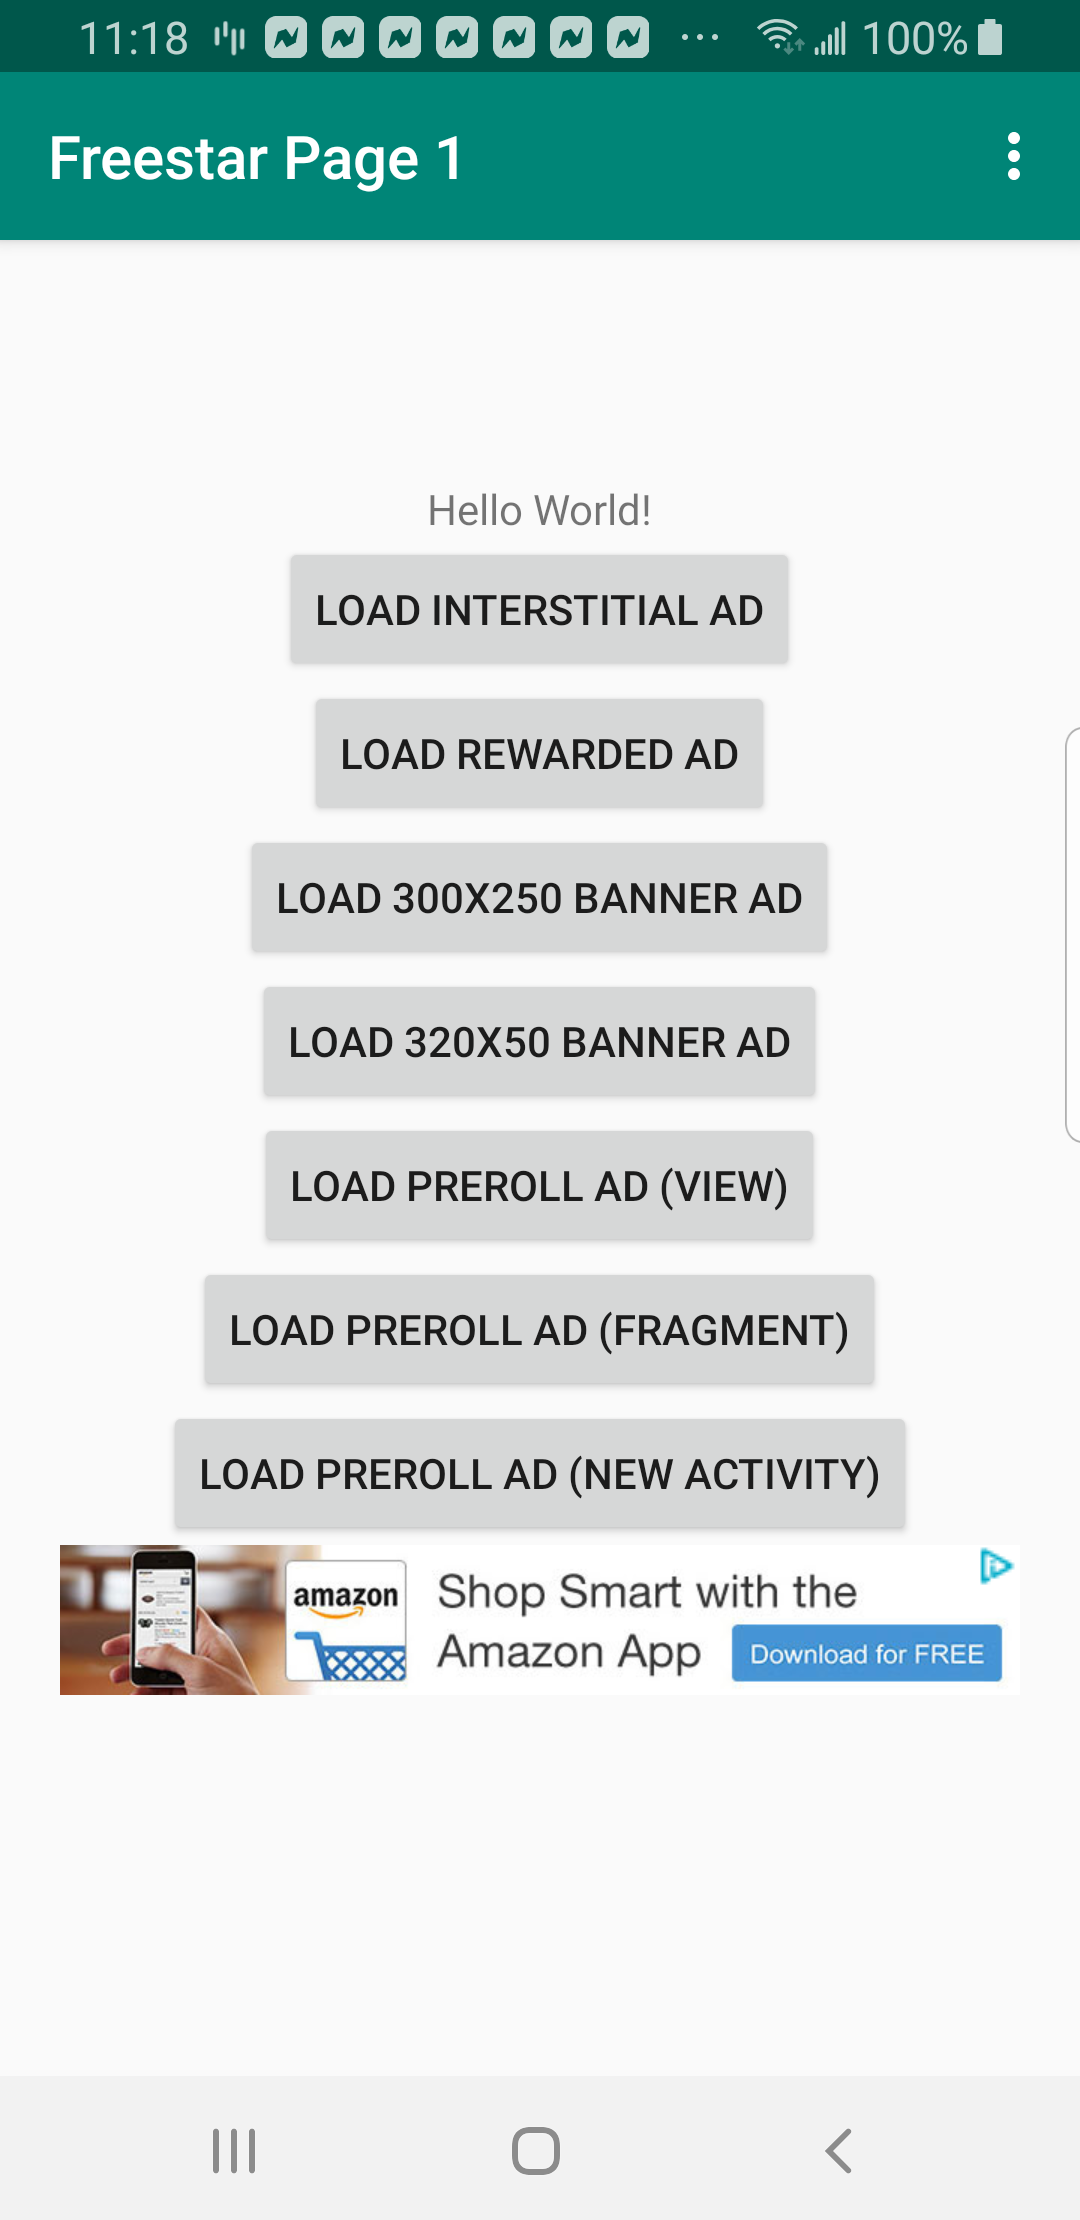 11:18 100%
Freestar Page 1
Hello World!
LOAD INTERSTITIAL AD
LOAD REWARDED AD
LOAD 300X250 BANNER AD
LOAD 320X50 BANNER AD
LOAD PREROLL AD (VIEW)
LOAD PREROLL AD (FRAGMENT)
LOAD PREROLL AD (NEW ACTIVITY)
amazon
Shop Smart with the
Amazon App
Download for FREE